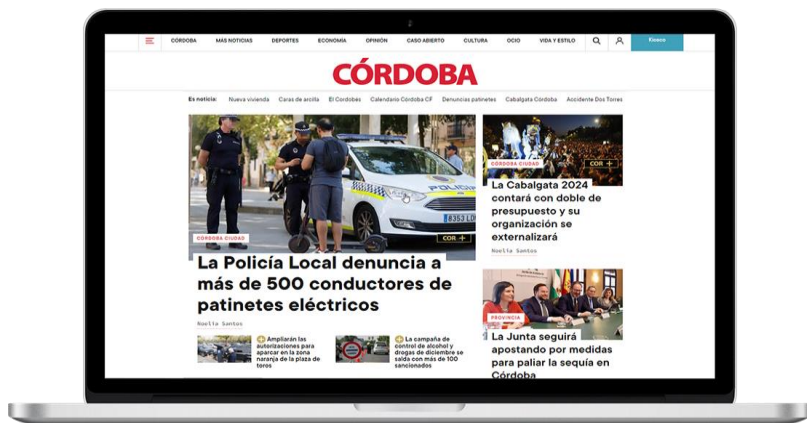 CÓRDOBA MÁS NOTICIAS DEPORTES ECONOMÍA OPINIÓN CASO ABIERTO CULTURA OCIO VIDA Y ESTILO Kiosco
CÓRDOBA
Es noticia: Nueva vivienda Caras de arcilla El Cordobes Calendario Córdoba CF Denuncias patinetes Cabalgata Córdoba Accidente Dos Torres
POLICÍA
8353
CÓRDOBA CIUDAD
COR +
La Policía Local denuncia a
más de 500 conductores de
patinetes eléctricos
Noelia Santos
Ampliarán las
autorizaciones para
aparcar en la zona
naranja de la plaza de
toros
La campaña de
control de alcohol y
drogas de diciembre se
salda con más de 100
sancionados
CÓRDOBA CIUDAD
COR +
La Cabalgata 2024
contará con doble de
presupuesto y su
organización se
externalizará
Noelia Santos
PROVINCIA
La Junta seguirá
apostando por medidas
para paliar la sequía en
Córdoba